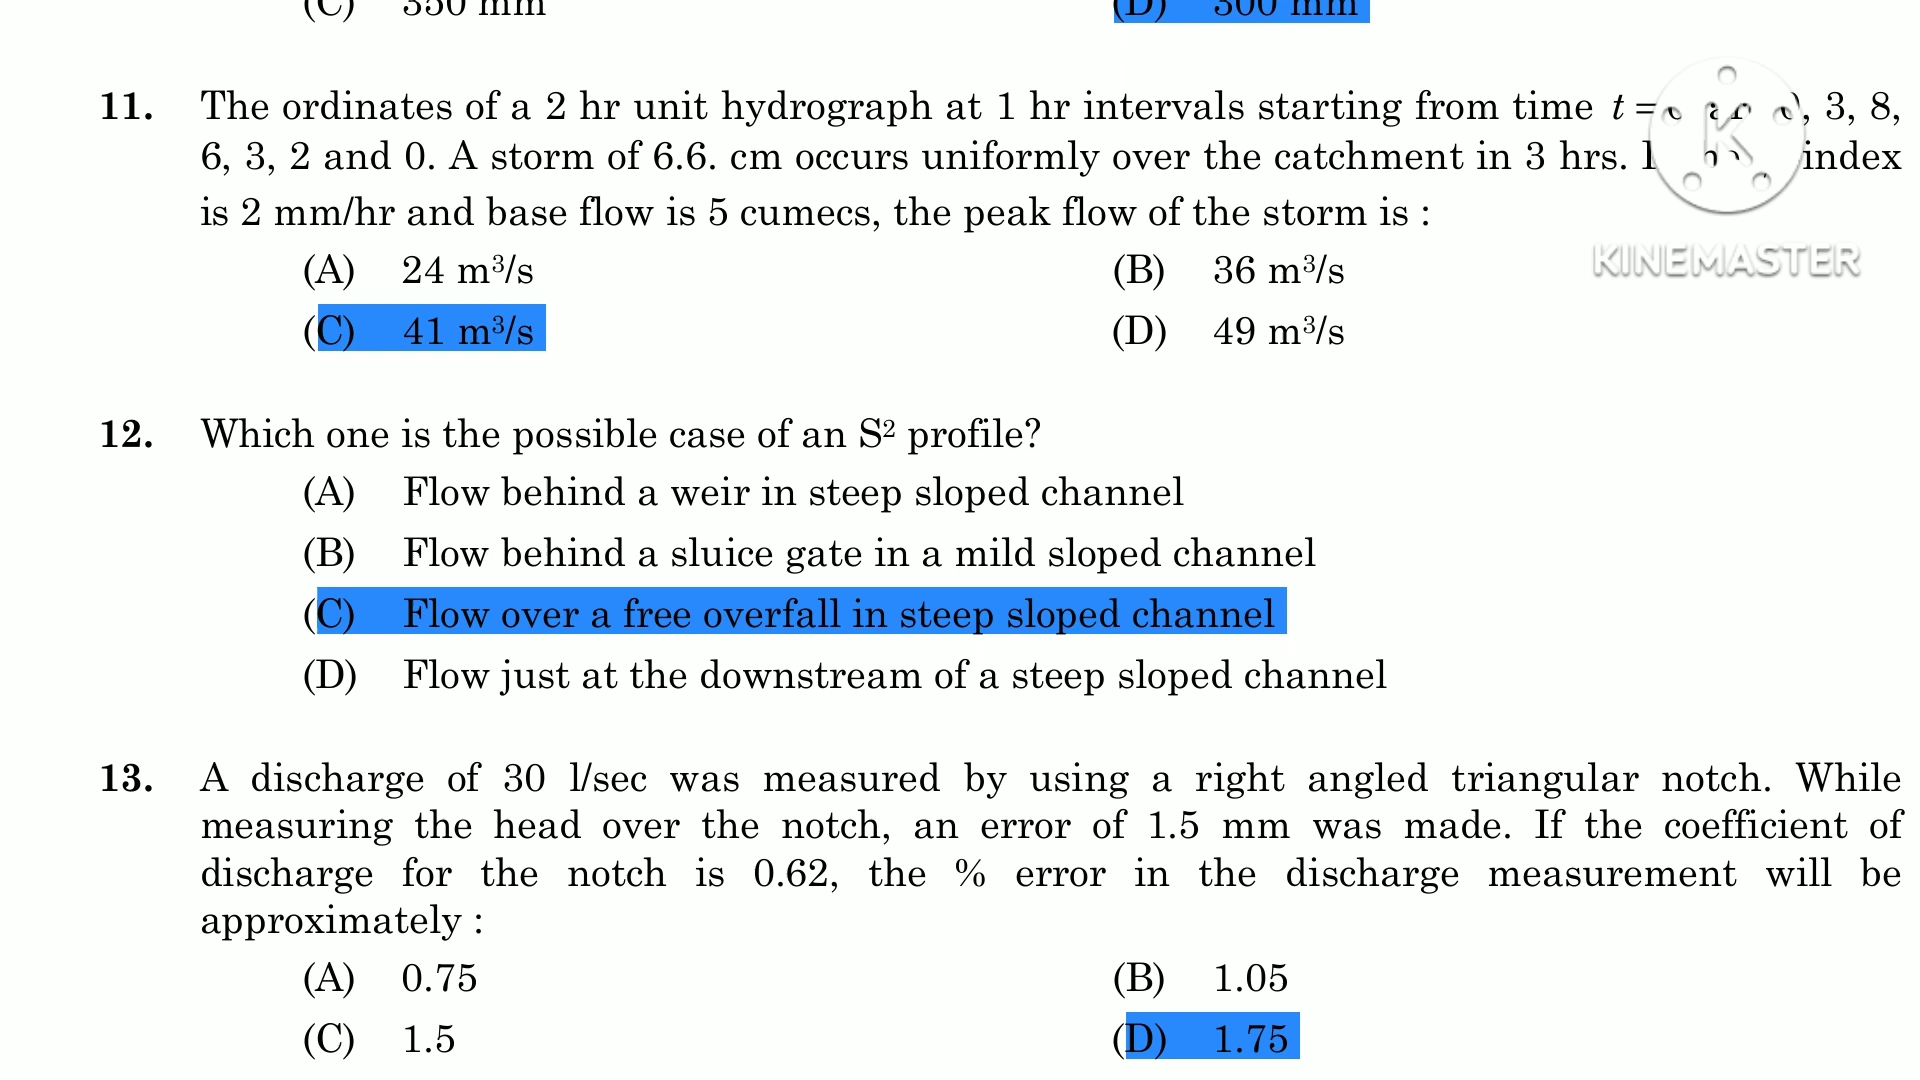 (C) 350 mm (D) 300 mm
11. The ordinates of a 2 hr unit hydrograph at 1 hr intervals starting from time t = 0, 3, 8,
6, 3, 2 and 0. A storm of 6.6. cm occurs uniformly over the catchment in 3 hrs. index
is 2 mm/hr and base flow is 5 cumecs, the peak flow of the storm is :
(A) 24 m³/s (B) 36 m³/s
KINEMASTER
(C) 41 m³/s (D) 49 m³/s
12. Which one is the possible case of an S² profile?
(A) Flow behind a weir in steep sloped channel
(B) Flow behind a sluice gate in a mild sloped channel
(C) Flow over a free overfall in steep sloped channel
(D) Flow just at the downstream of a steep sloped channel
13. A discharge of 30 l/sec was measured by using a right angled triangular notch. While
measuring the head over the notch, an error of 1.5 mm was made. If the coefficient of
discharge for the notch is 0.62, the % error in the discharge measurement will be
approximately :
(A) 0.75 (B) 1.05
(C) 1.5 (D) 1.75